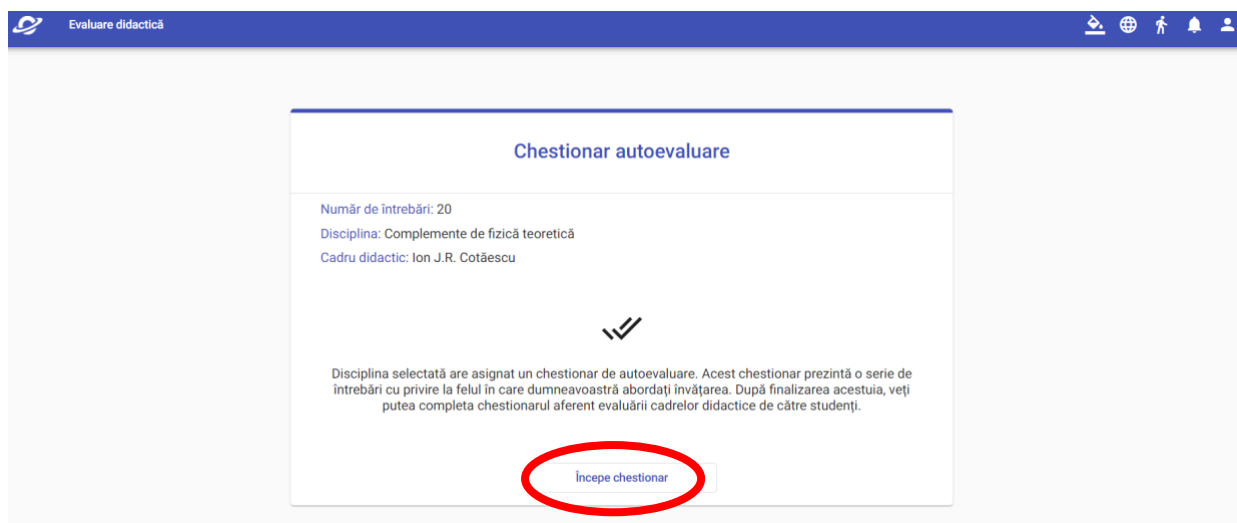 Evaluare didactică
Chestionar autoevaluare
Număr de întrebări: 20
Disciplina: Complemente de fizică teoretică
Cadru didactic: Ion J.R. Cotăescu
Disciplina selectată are asignat un chestionar de autoevaluare. Acest chestionar prezintă o serie de
întrebări cu privire la felul în care dumneavoastră abordați învățarea. După finalizarea acestuia, veți
putea completa chestionarul aferent evaluării cadrelor didactice de către studenți.
Începe chestionar